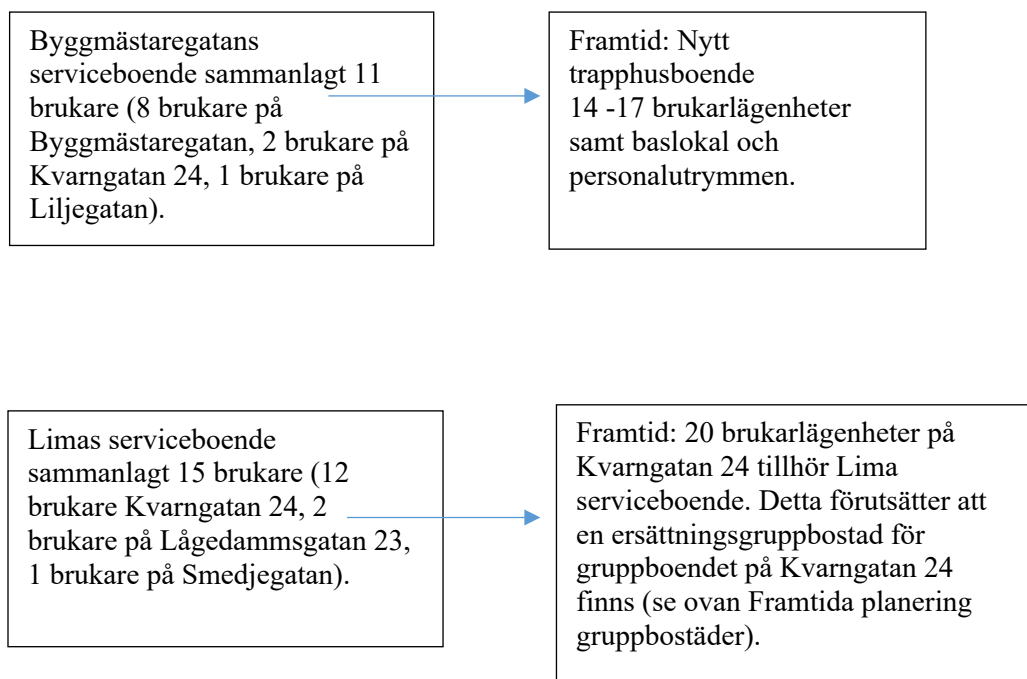 Byggmästaregatans
serviceboende sammanlagt 11
brukare (8 brukare på
Byggmästaregatan, 2 brukare på
Kvarngatan 24, 1 brukare på
Liljegatan).
Framtid: Nytt
trapphusboende
14 -17 brukarlägenheter
samt baslokal och
personalutrymmen.
Limas serviceboende
sammanlagt 15 brukare (12
brukare Kvarngatan 24, 2
brukare på Lågedammsgatan 23,
1 brukare på Smedjegatan).
Framtid: 20 brukarlägenheter på
Kvarngatan 24 tillhör Lima
serviceboende. Detta förutsätter att
en ersättningsgruppbostad för
gruppboendet på Kvarngatan 24
finns (se ovan Framtida planering
gruppbostäder).